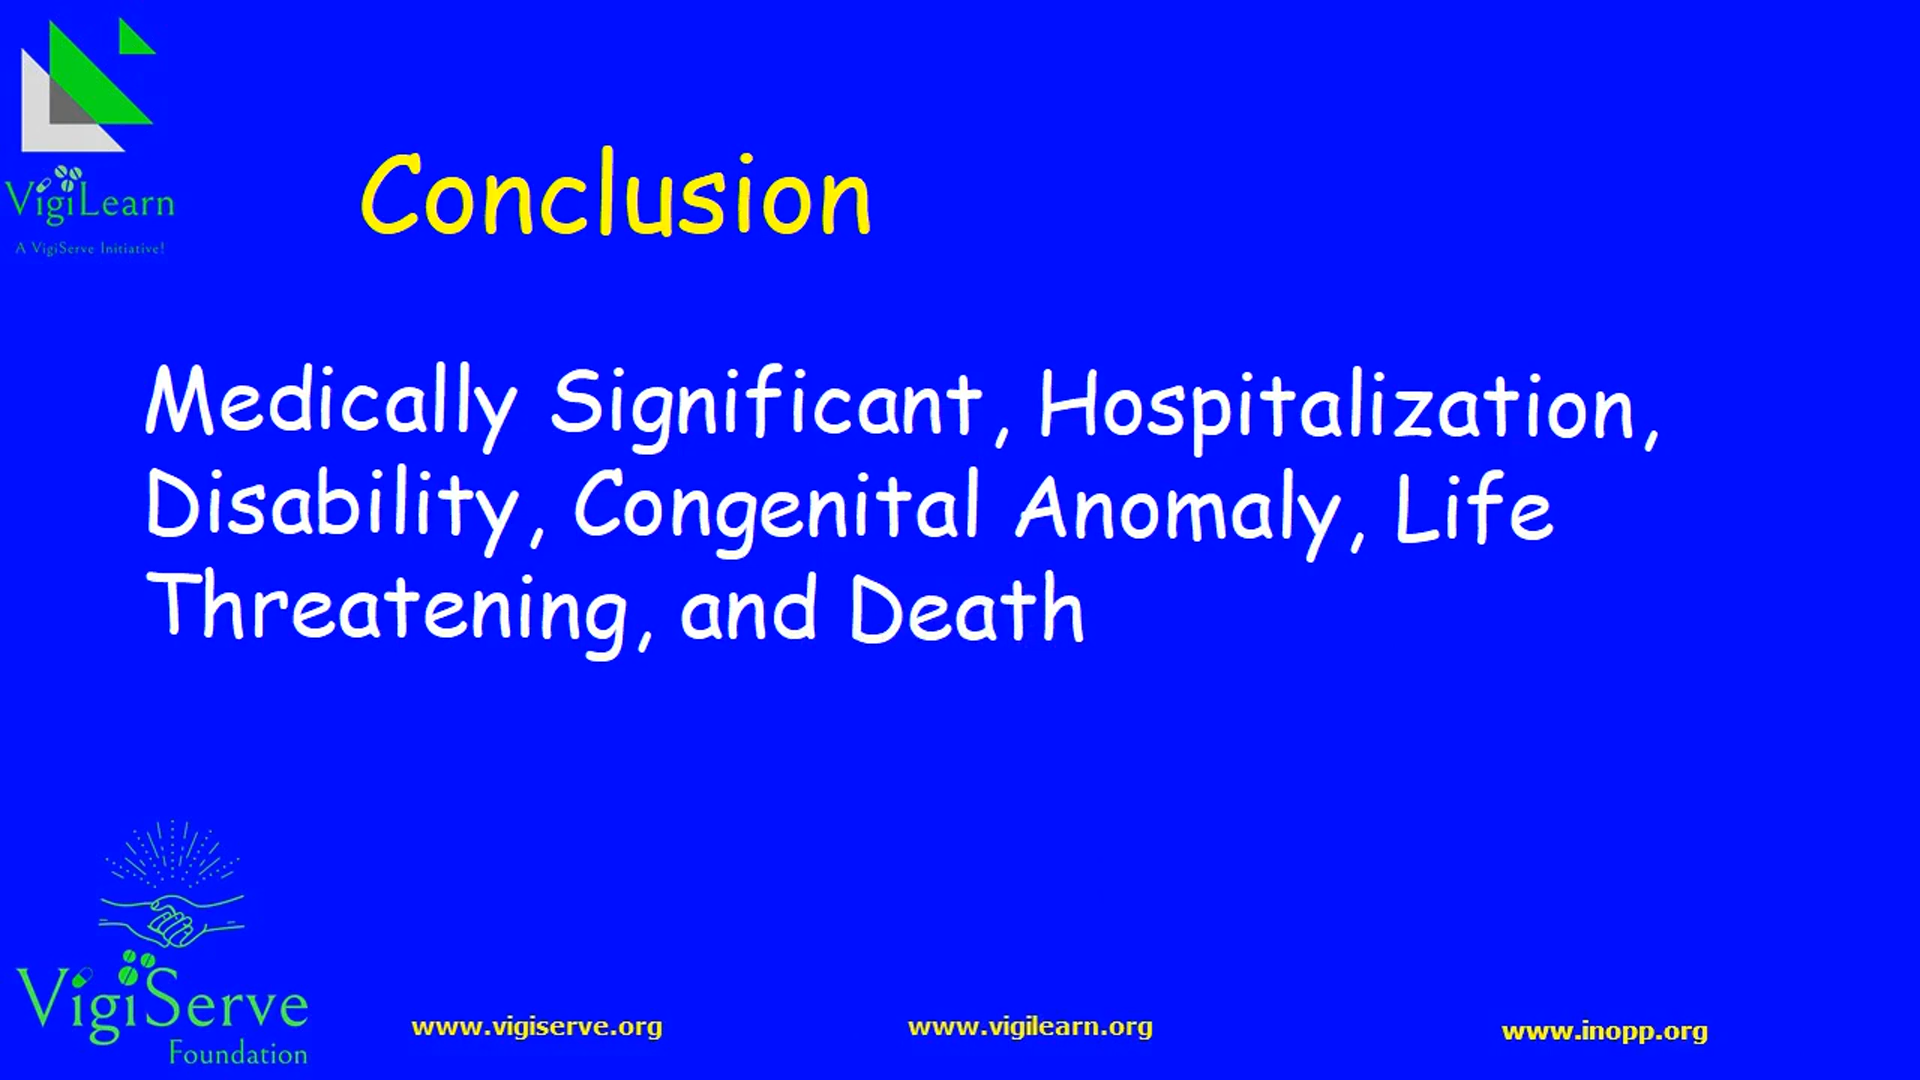 VigiLearn
A VigiServe Initiative!
Conclusion
Medically Significant, Hospitalization,
Disability, Congenital Anomaly, Life
Threatening, and Death
VigiServe
Foundation
www.vigiserve.org
www.vigilearn.org
www.inopp.org